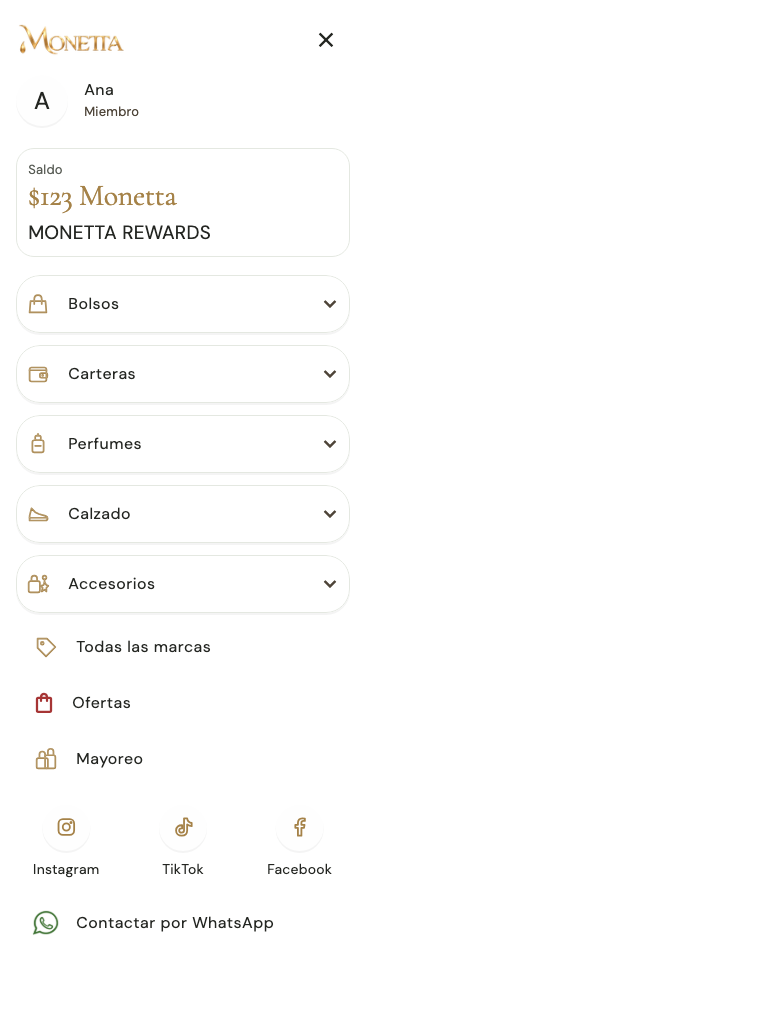 MONETTA
A
Ana
Miembro
Saldo
$123 Monetta
MONETTA REWARDS
Bolsos
Carteras
Perfumes
Calzado
Accesorios
Todas las marcas
Ofertas
Mayoreo
Instagram TikTok Facebook
Contactar por WhatsApp